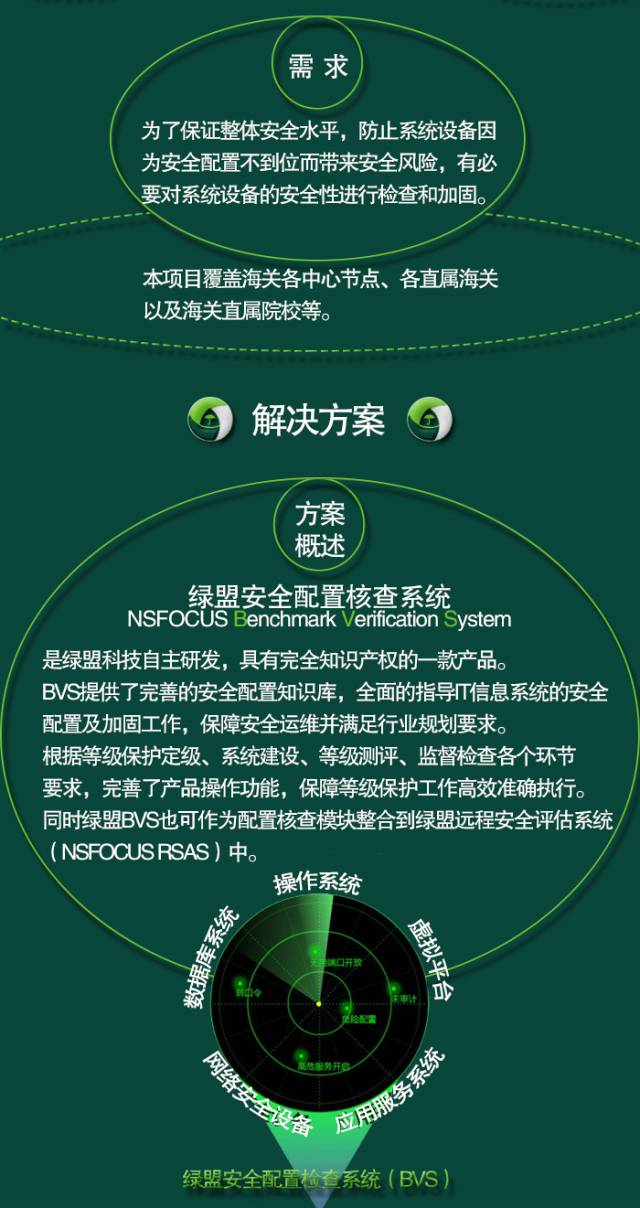 需 求
为了保证整体安全水平，防止系统设备因
为安全配置不到位而带来安全风险，有必
要对系统设备的安全性进行检查和加固。
本项目覆盖海关各中心节点、各直属海关
以及海关直属院校等。
解决方案
方案
概述
绿盟安全配置核查系统
NSFOCUS Benchmark Verification System
是绿盟科技自主研发，具有完全知识产权的一款产品。
BVS提供了完善的安全配置知识库，全面的指导IT信息系统的安全
配置及加固工作，保障安全运维并满足行业规划要求。
根据等级保护定级、系统建设、等级测评、监督检查各个环节
要求，完善了产品操作功能，保障等级保护工作高效准确执行。
同时绿盟BVS也可作为配置核查模块整合到绿盟远程安全评估系统
（NSFOCUS RSAS）中。
操作系统
数据库系统
虚拟平台
无用端口开放
弱口令
未审计
危险配置
高危服务开启
网络安全设备
应用服务系统
绿盟安全配置检查系统（BVS）